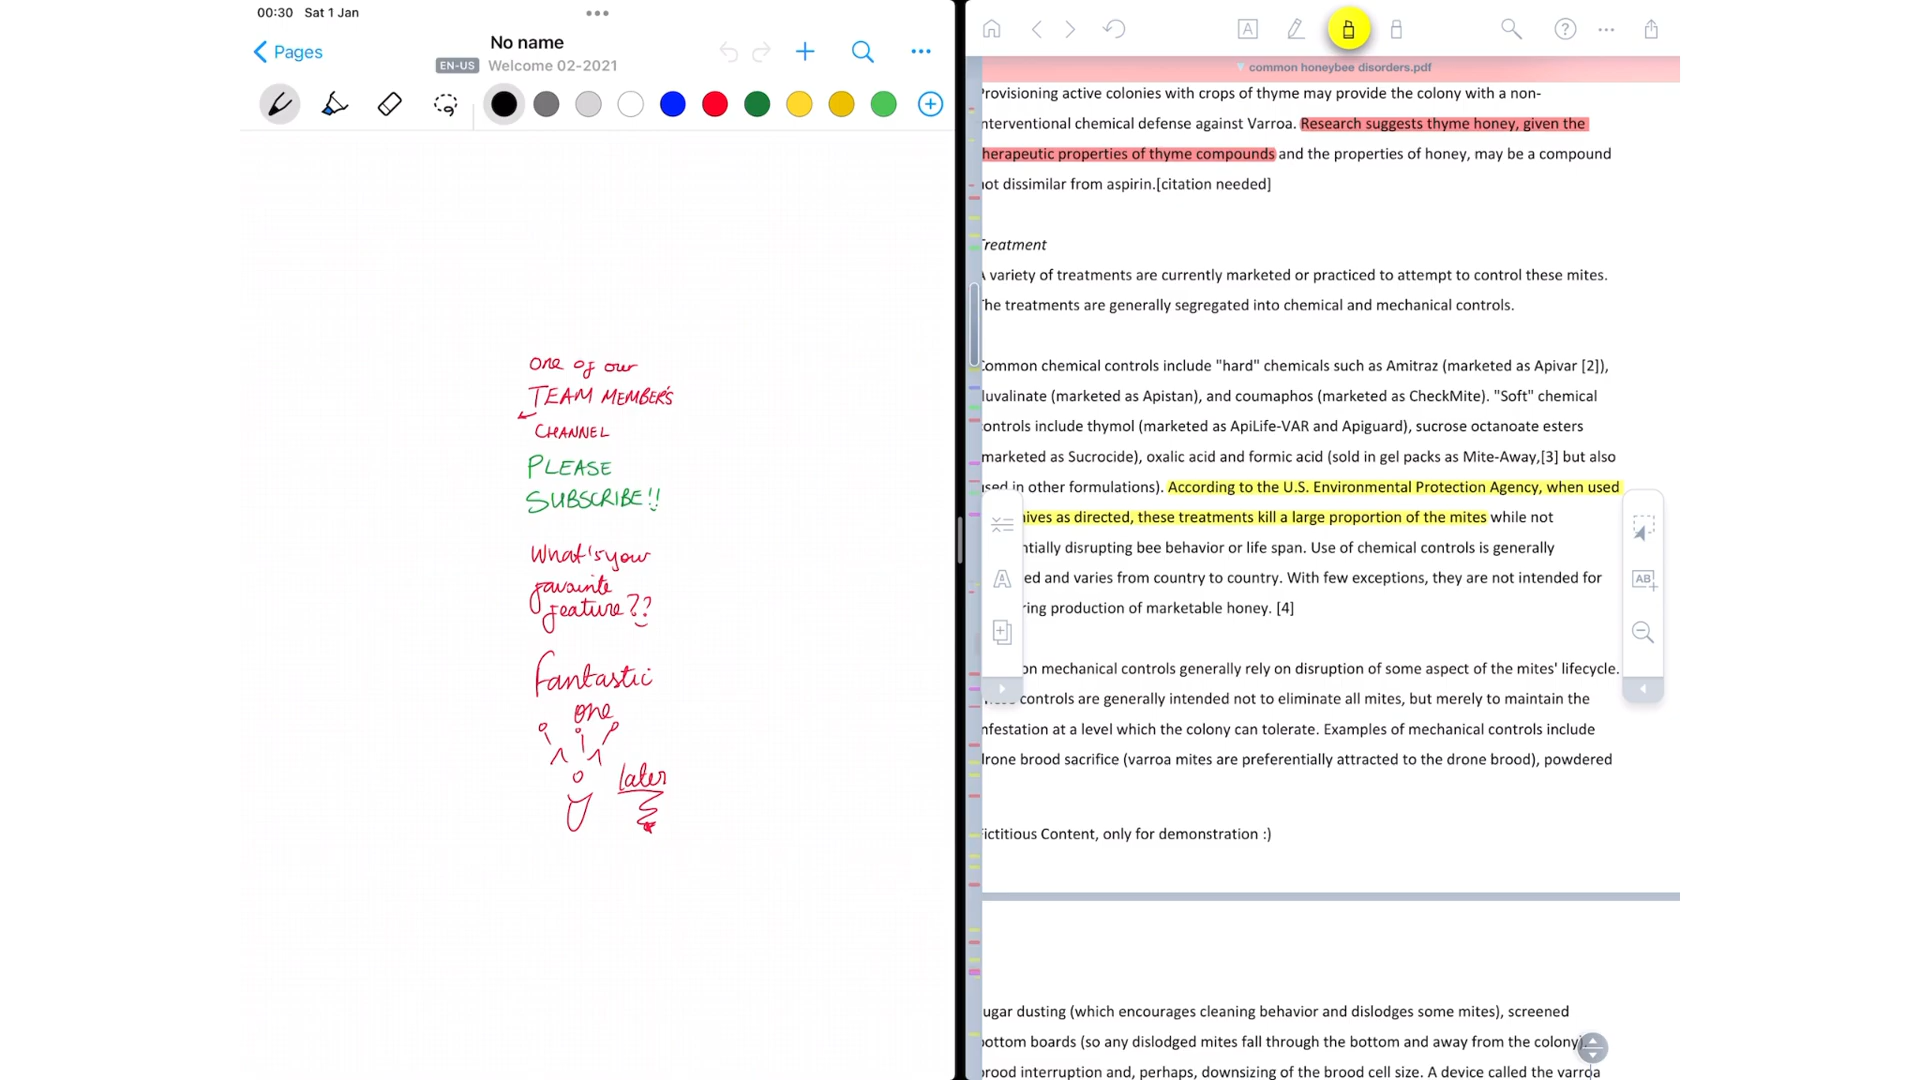 00:30 Sat 1 Jan
Pages
No name
EN-US Welcome 02-2021
one of our
TEAM MEMBER'S
CHANNEL
PLEASE
SUBSCRIBE!!
What's your
favourite
feature??
fantastic
one
later
common honeybee disorders.pdf
Provisioning active colonies with crops of thyme may provide the colony with a non-
nterventional chemical defense against Varroa. Research suggests thyme honey, given the
herapeutic properties of thyme compounds and the properties of honey, may be a compound
not dissimilar from aspirin.[citation needed]
Treatment
A variety of treatments are currently marketed or practiced to attempt to control these mites.
The treatments are generally segregated into chemical and mechanical controls.
Common chemical controls include "hard" chemicals such as Amitraz (marketed as Apivar [2]),
luvalinate (marketed as Apistan), and coumaphos (marketed as CheckMite). "Soft" chemical
controls include thymol (marketed as ApiLife-VAR and Apiguard), sucrose octanoate esters
marketed as Sucrocide), oxalic acid and formic acid (sold in gel packs as Mite-Away,[3] but also
used in other formulations). According to the U.S. Environmental Protection Agency, when used
ives as directed, these treatments kill a large proportion of the mites while not
ntially disrupting bee behavior or life span. Use of chemical controls is generally
ed and varies from country to country. With few exceptions, they are not intended for
ring production of marketable honey. [4]
on mechanical controls generally rely on disruption of some aspect of the mites' lifecycle.
controls are generally intended not to eliminate all mites, but merely to maintain the
nfestation at a level which the colony can tolerate. Examples of mechanical controls include
drone brood sacrifice (varroa mites are preferentially attracted to the drone brood), powdered
Fictitious Content, only for demonstration :)
ugar dusting (which encourages cleaning behavior and dislodges some mites), screened
bottom boards (so any dislodged mites fall through the bottom and away from the colony),
brood interruption and, perhaps, downsizing of the brood cell size. A device called the varroa